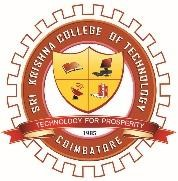 SRI KRISHNA COLLEGE OF TECHNOLOGY
TECHNOLOGY FOR PROSPERITY
1985
COIMBATORE